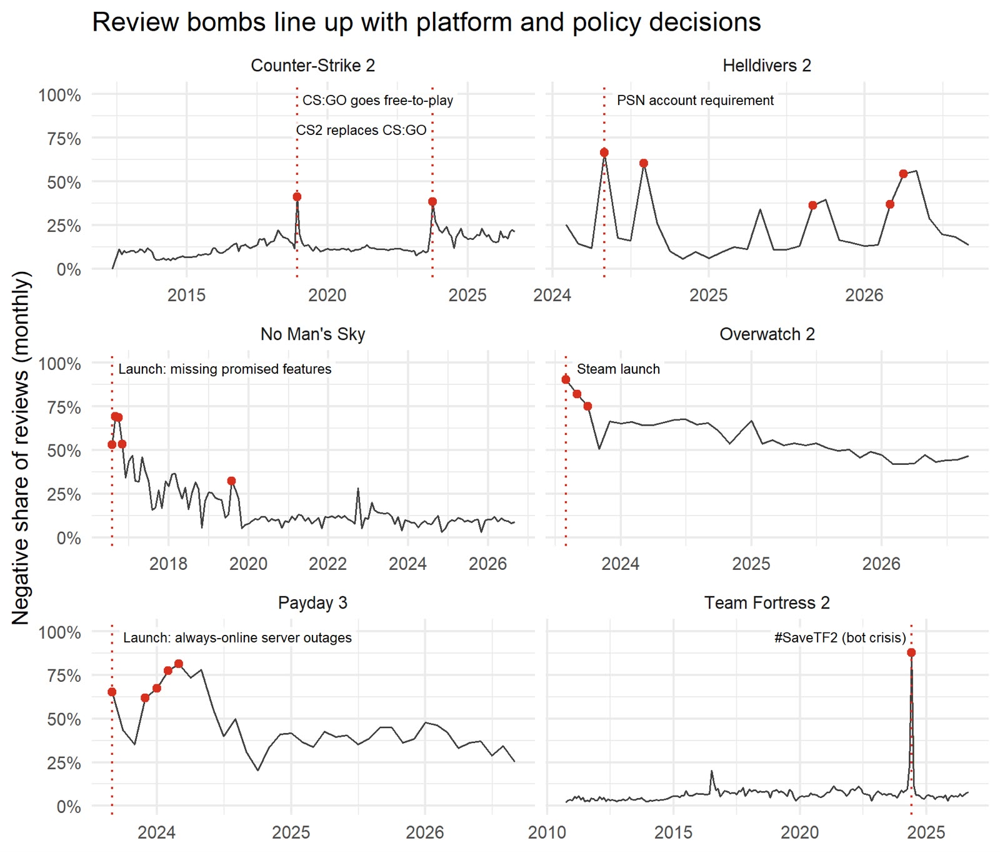 Review bombs line up with platform and policy decisions
Negative share of reviews (monthly)
Counter-Strike 2
100%
75%
50%
25%
0%
CS:GO goes free-to-play
CS2 replaces CS:GO
2015
2020
2025
Helldivers 2
PSN account requirement
2024
2025
2026
No Man's Sky
100%
75%
50%
25%
0%
Launch: missing promised features
2018
2020
2022
2024
2026
Overwatch 2
Steam launch
2024
2025
2026
Payday 3
100%
75%
50%
25%
0%
Launch: always-online server outages
2024
2025
2026
Team Fortress 2
#SaveTF2 (bot crisis)
2010
2015
2020
2025